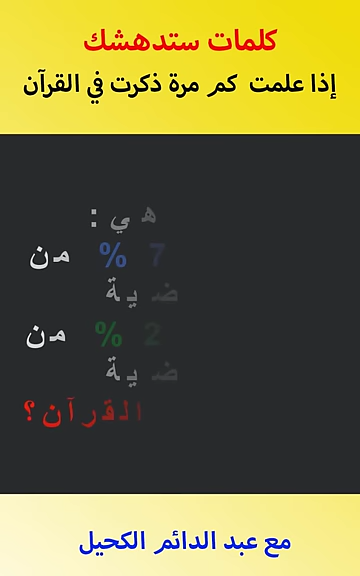 كلمات ستدهشك
إذا علمت كم مرة ذكرت في القرآن
هي :
7 % من
ضية
2 % من
ضية
القرآن ؟
مع عبد الدائم الكحيل